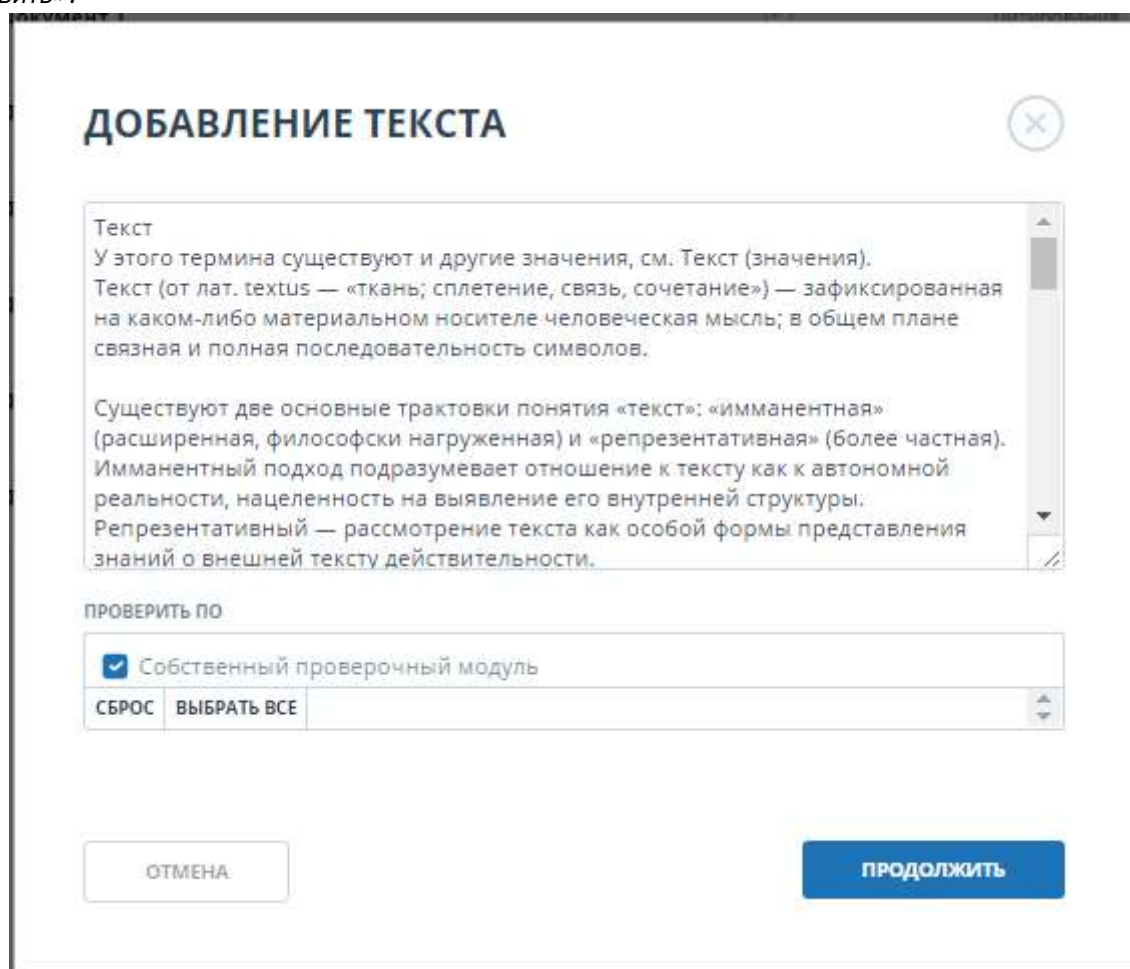 ДОБАВЛЕНИЕ ТЕКСТА
Текст
У этого термина существуют и другие значения, см. Текст (значения).
Текст (от лат. textus — «ткань; сплетение, связь, сочетание») — зафиксированная
на каком-либо материальном носителе человеческая мысль; в общем плане
связная и полная последовательность символов.
Существуют две основные трактовки понятия «текст»: «имманентная»
(расширенная, философски нагруженная) и «репрезентативная» (более частная).
Имманентный подход подразумевает отношение к тексту как к автономной
реальности, нацеленность на выявление его внутренней структуры.
Репрезентативный — рассмотрение текста как особой формы представления
знаний о внешней тексту действительности.
ПРОВЕРИТЬ ПО
Собственный проверочный модуль
СБРОС ВЫБРАТЬ ВСЕ
ОТМЕНА ПРОДОЛЖИТЬ